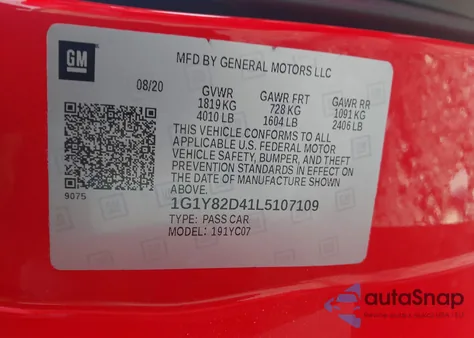 GM
MFD BY GENERAL MOTORS LLC
08/20
GVWR GAWR FRT GAWR RR
1819 KG 728 KG 1091 KG
4010 LB 1604 LB 2406 LB
THIS VEHICLE CONFORMS TO ALL
APPLICABLE U.S. FEDERAL MOTOR
VEHICLE SAFETY, BUMPER, AND THEFT
PREVENTION STANDARDS IN EFFECT ON
THE DATE OF MANUFACTURE SHOWN
ABOVE.
9075
1G1Y82D41L5107109
TYPE: PASS CAR
MODEL: 191YC07
autaSnap